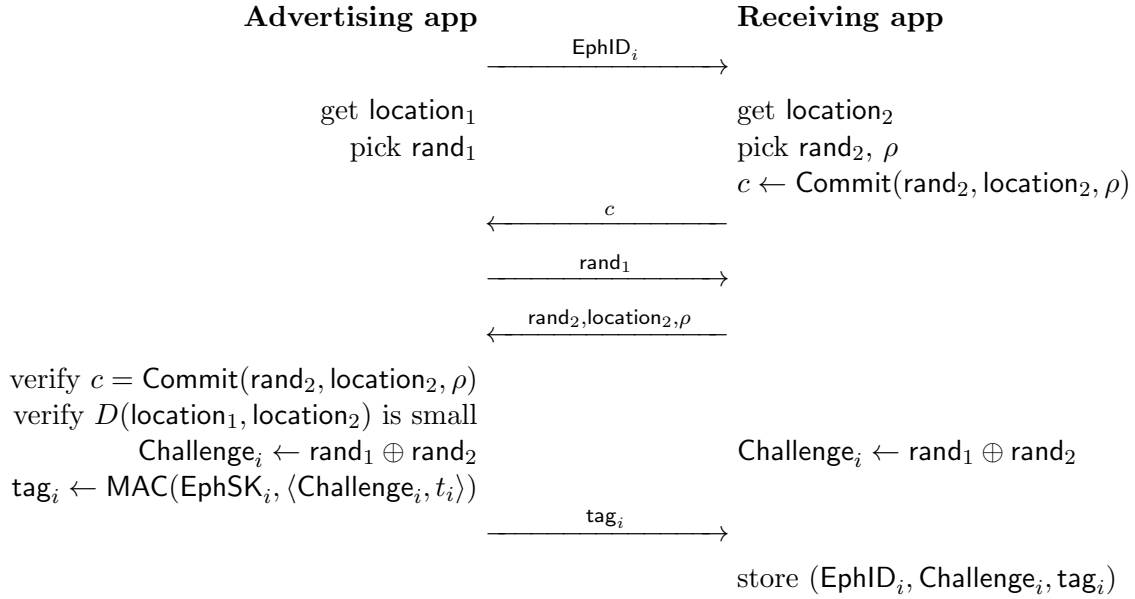 Advertising app Receiving app
EphID_i
get location_1 get location_2
pick rand_1 pick rand_2, ρ
c ← Commit(rand_2, location_2, ρ)
c
rand_1
rand_2,location_2,ρ
verify c = Commit(rand_2, location_2, ρ)
verify D(location_1, location_2) is small
Challenge_i ← rand_1 ⊕ rand_2 Challenge_i ← rand_1 ⊕ rand_2
tag_i ← MAC(EphSK_i, ⟨Challenge_i, t_i⟩)
tag_i
store (EphID_i, Challenge_i, tag_i)